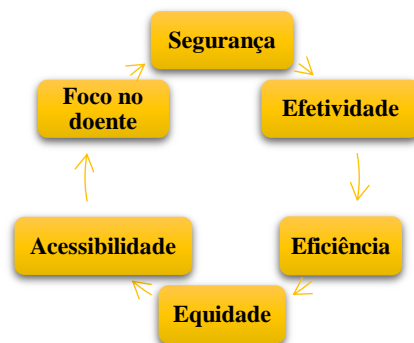 Segurança
Efetividade
Eficiência
Equidade
Acessibilidade
Foco no
doente